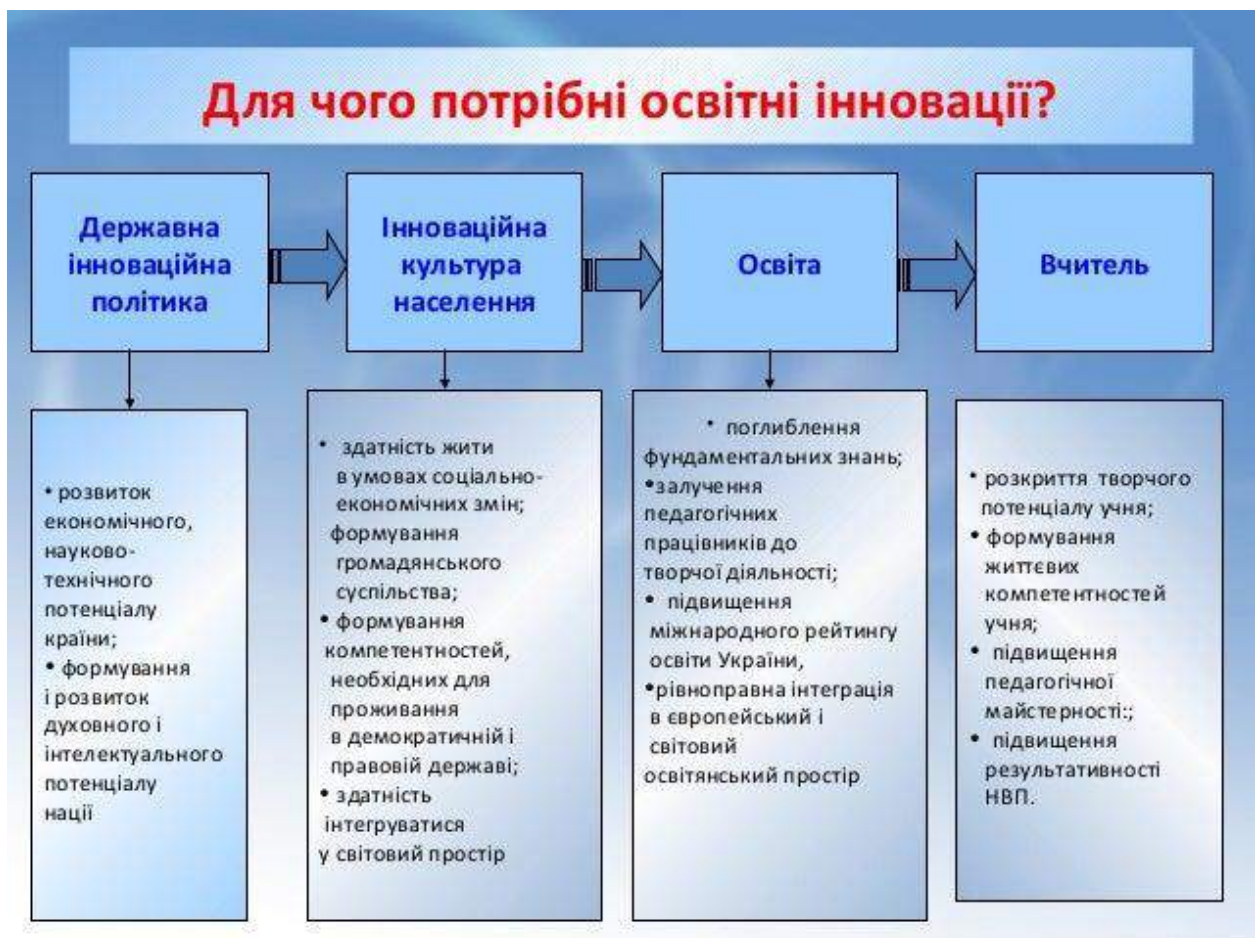 Для чого потрібні освітні інновації?
Державна
інноваційна
політика
Інноваційна
культура
населення
Освіта
Вчитель
• розвиток
економічного,
науково-
технічного
потенціалу
країни;
• формування
і розвиток
духовного і
інтелектуального
потенціалу
нації
• здатність жити
в умовах соціально-
економічних змін;
формування
громадянського
суспільства;
• формування
компетентностей,
необхідних для
проживання
в демократичній і
правовій державі;
• здатність
інтегруватися
у світовий простір
• поглиблення
фундаментальних знань;
•залучення
педагогічних
працівників до
творчої діяльності;
• підвищення
міжнародного рейтингу
освіти України,
•рівноправна інтеграція
в європейський і
світовий
освітянський простір
• розкриття творчого
потенціалу учня;
• формування
життєвих
компетентностей
учня;
• підвищення
педагогічної
майстерності:;
• підвищення
результативності
НВП.